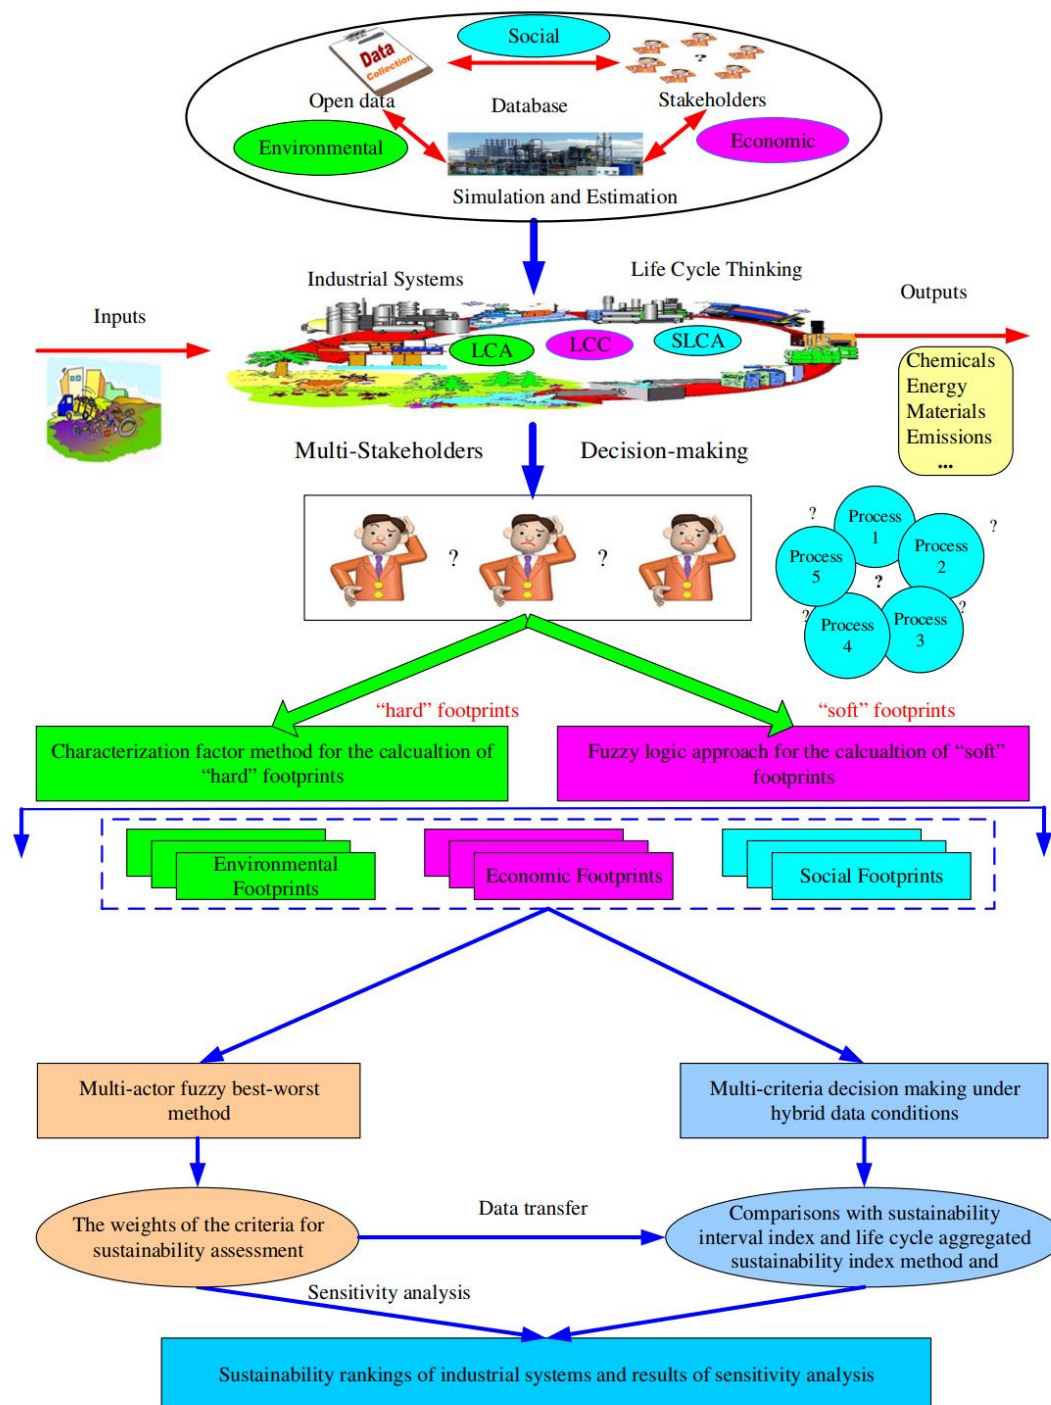 Data
Collection
Social
?
Open data
Database
Stakeholders
Environmental
Economic
Simulation and Estimation
Industrial Systems
Life Cycle Thinking
Inputs
Outputs
LCA
LCC
SLCA
Chemicals
Energy
Materials
Emissions
...
Multi-Stakeholders
Decision-making
?
?
?
?
?
?
?
Process
1
Process
2
Process
3
Process
4
Process
5
"hard" footprints
"soft" footprints
Characterization factor method for the calcualtion of
"hard" footprints
Fuzzy logic approach for the calcualtion of "soft"
footprints
Environmental
Footprints
Economic Footprints
Social Footprints
Multi-actor fuzzy best-worst
method
Multi-criteria decision making under
hybrid data conditions
The weights of the criteria for
sustainability assessment
Data transfer
Comparisons with sustainability
interval index and life cycle aggregated
sustainability index method and
Sensitivity analysis
Sustainability rankings of industrial systems and results of sensitivity analysis